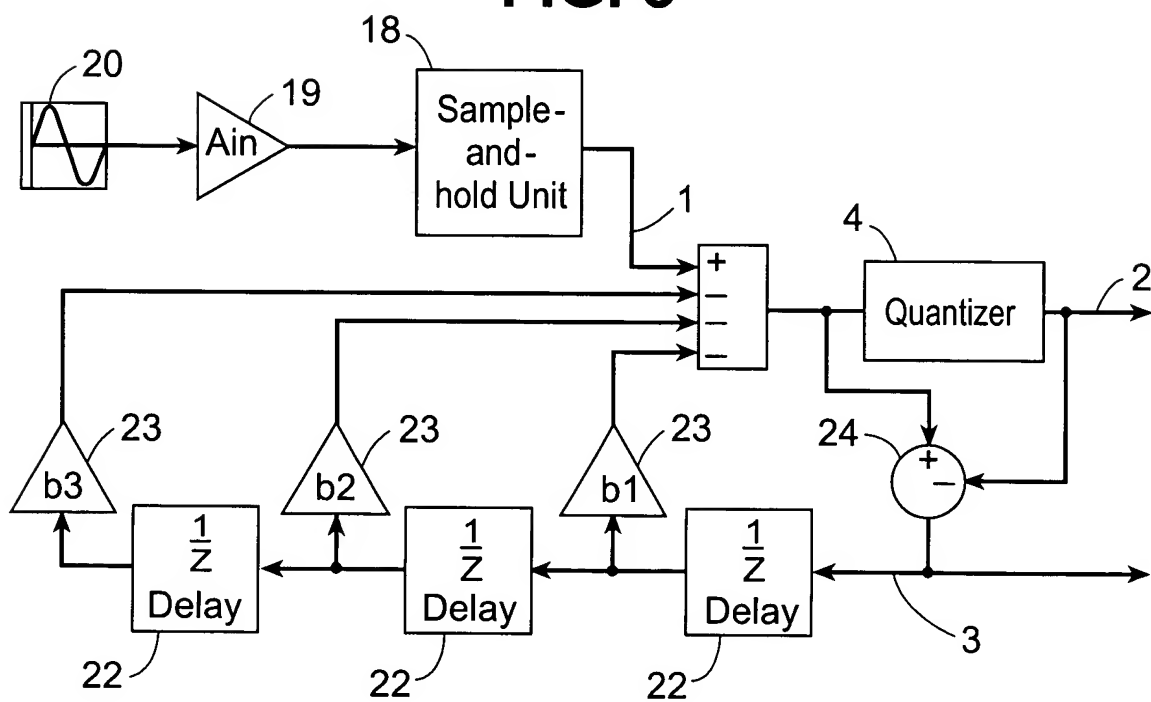 18
20
19
Ain
Sample-
and-
hold Unit
1
+
−
−
−
4
Quantizer
2
23
b3
23
b2
23
b1
24
+
−
1
Z
Delay
1
Z
Delay
1
Z
Delay
3
22
22
22